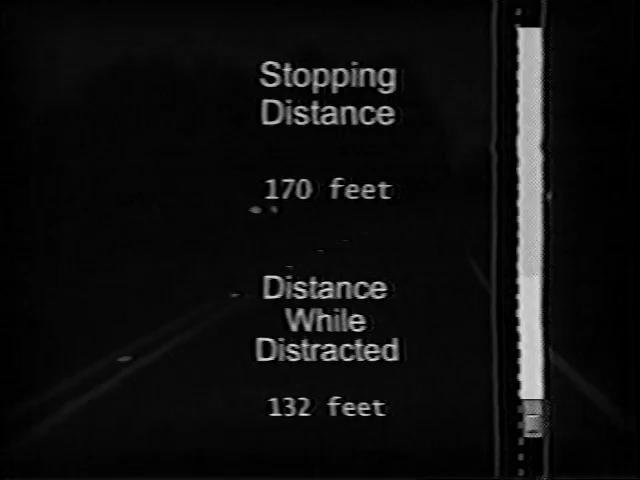 Stopping
Distance
170 feet
Distance
While
Distracted
132 feet